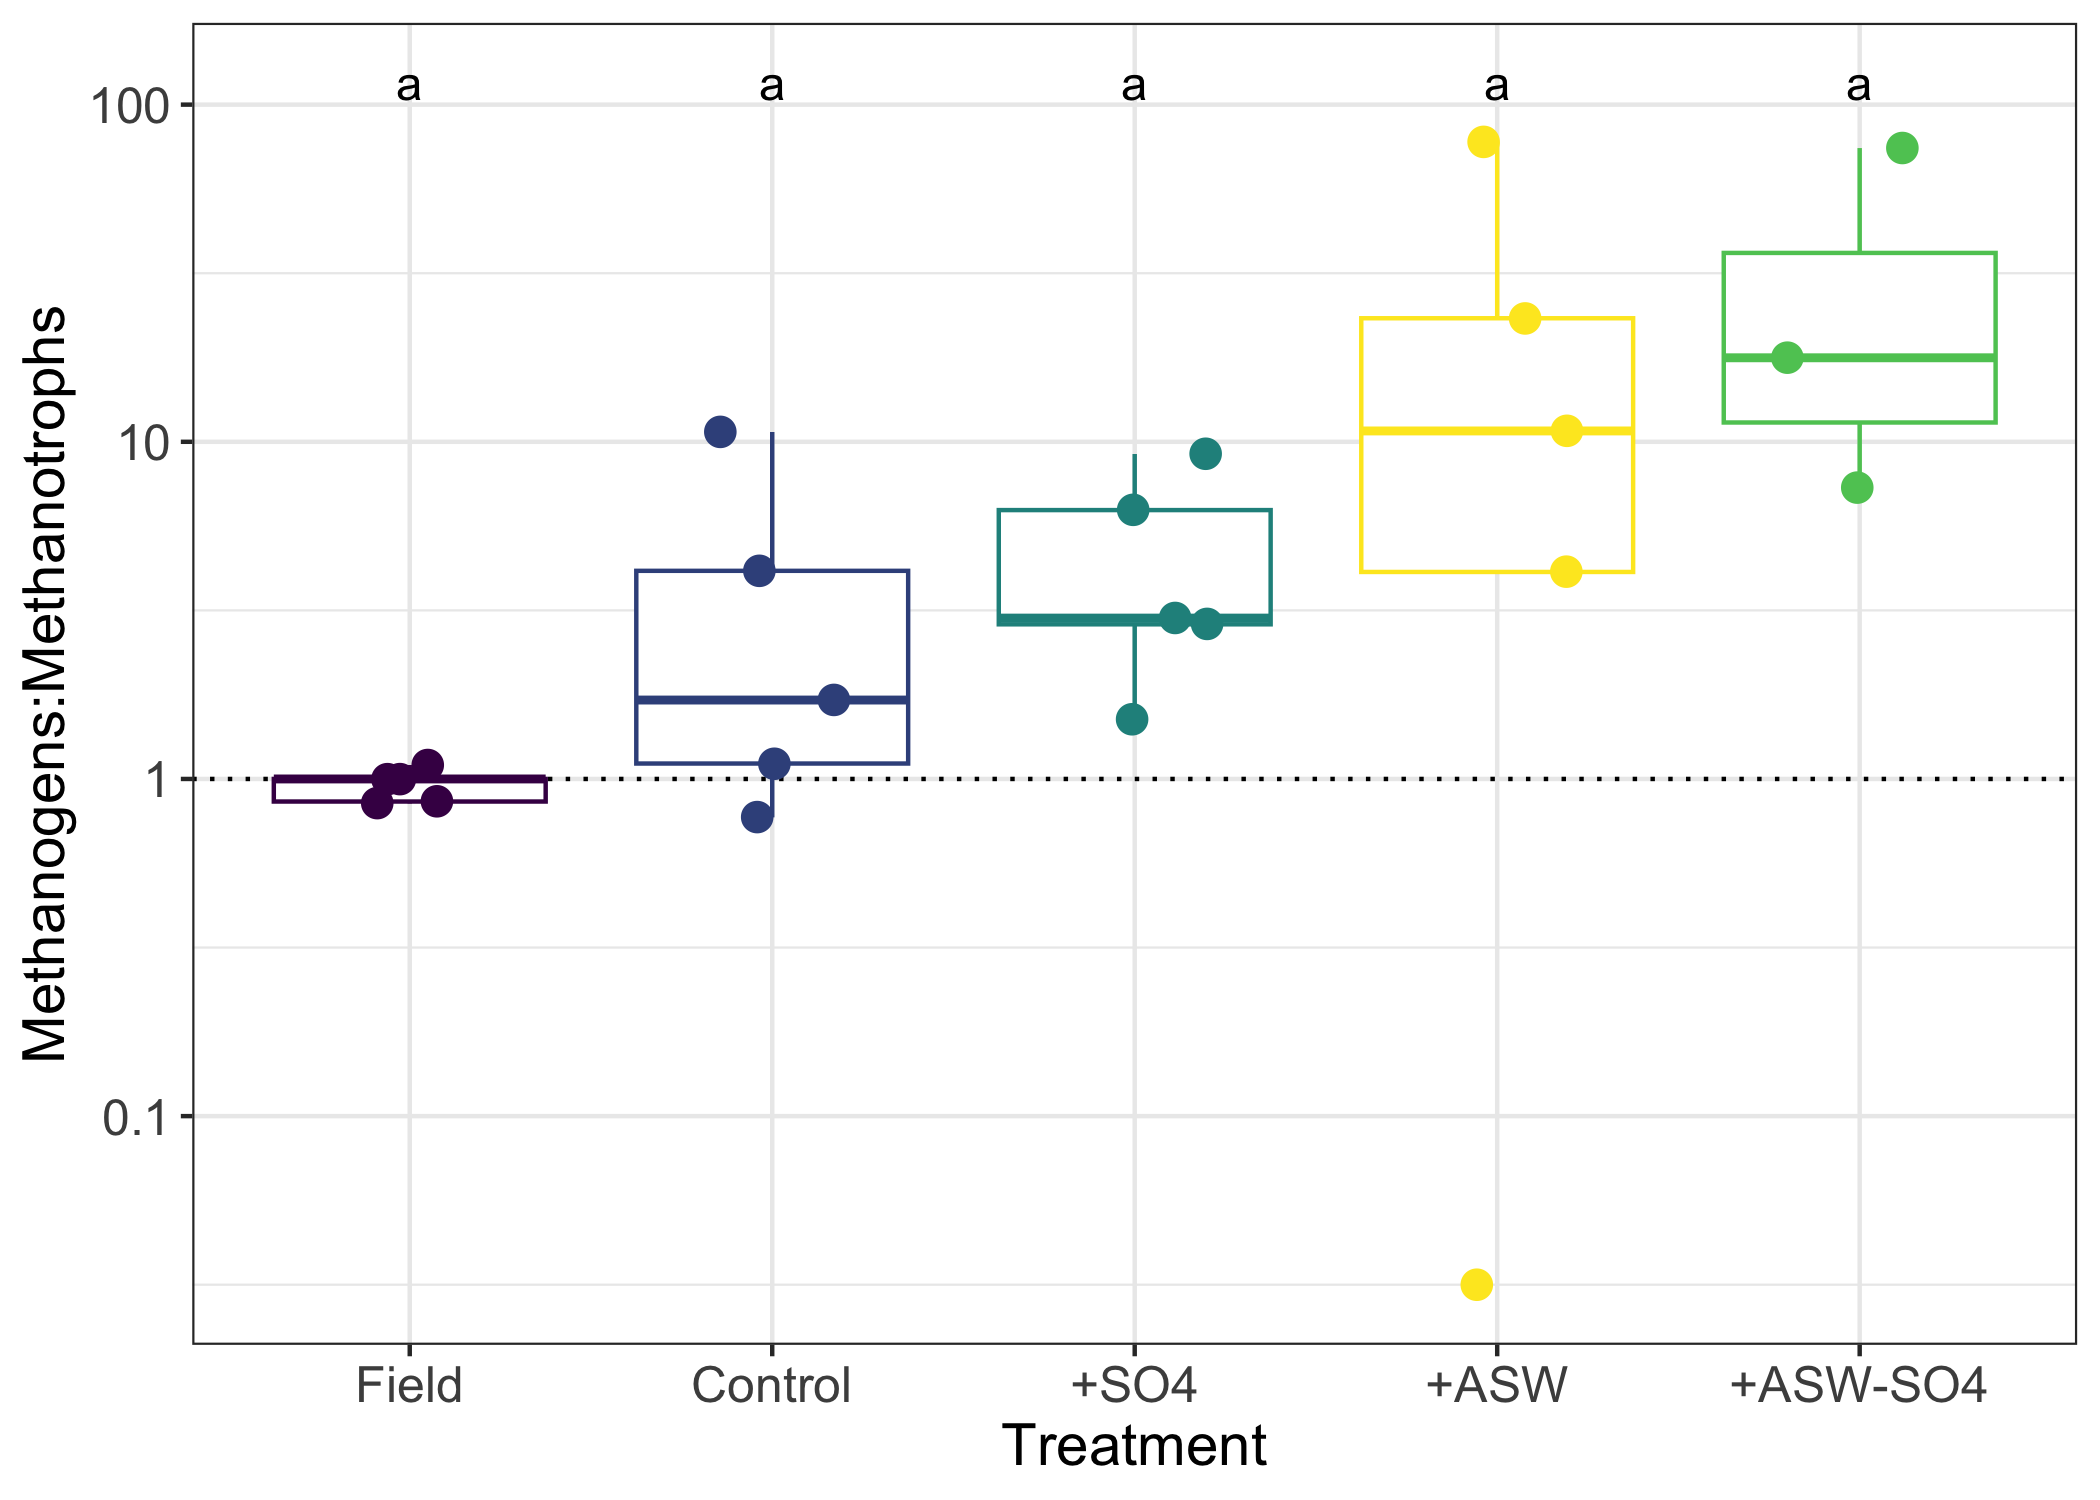 a a a a a
100
10
1
0.1
Methanogens:Methanotrophs
Field Control +SO4 +ASW +ASW-SO4
Treatment